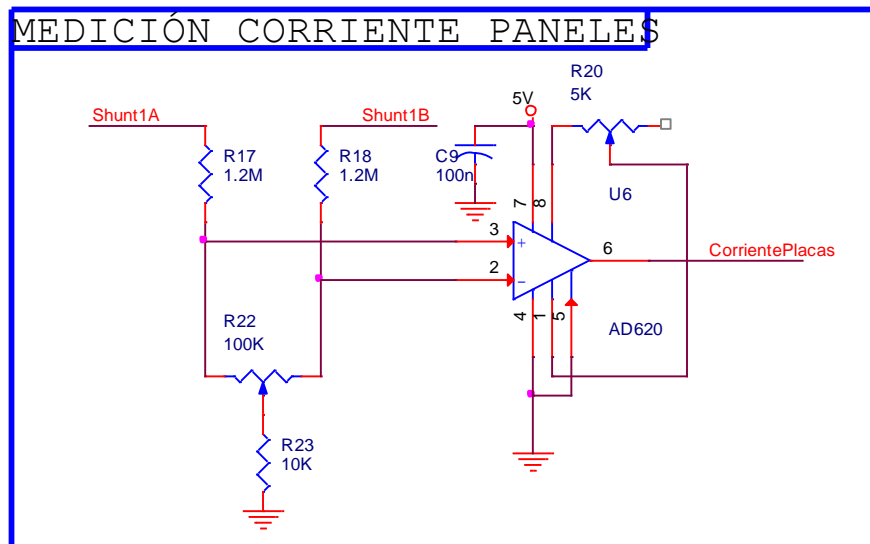 MEDICIÓN CORRIENTE PANELES
R20
5K
5V
Shunt1A
Shunt1B
R17
1.2M
R18
1.2M
C9
100n
7
8
U6
3
+
6
CorrientePlacas
2
-
4
1
5
AD620
R22
100K
R23
10K